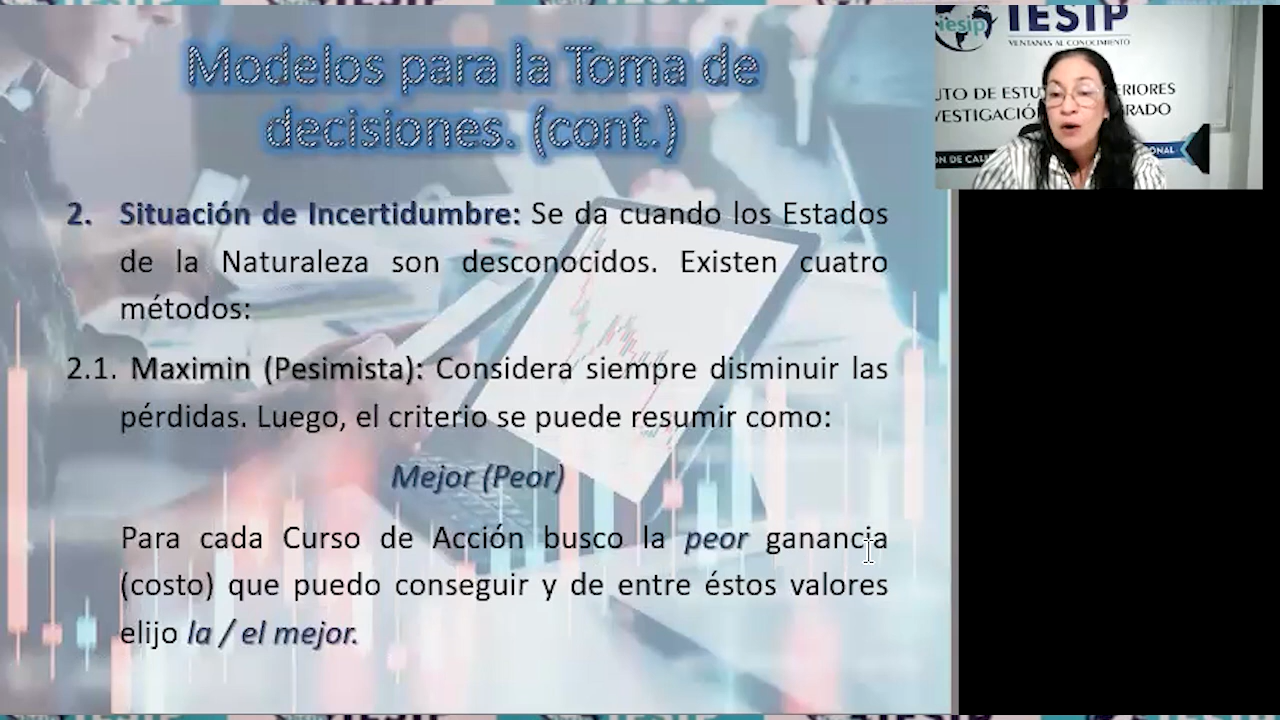 Modelos para la Toma de
decisiones. (cont.)
2. Situación de Incertidumbre: Se da cuando los Estados
de la Naturaleza son desconocidos. Existen cuatro
métodos:
2.1. Maximin (Pesimista): Considera siempre disminuir las
pérdidas. Luego, el criterio se puede resumir como:
Mejor (Peor)
Para cada Curso de Acción busco la peor ganancia
(costo) que puedo conseguir y de entre éstos valores
elijo la / el mejor.
iesip IESIP
VENTANAS AL CONOCIMIENTO